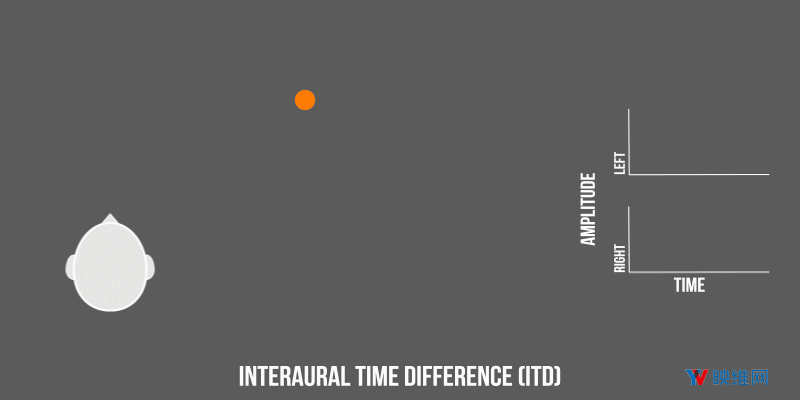 LEFT
AMPLITUDE
RIGHT
TIME
INTERAURAL TIME DIFFERENCE (ITD)
映维网